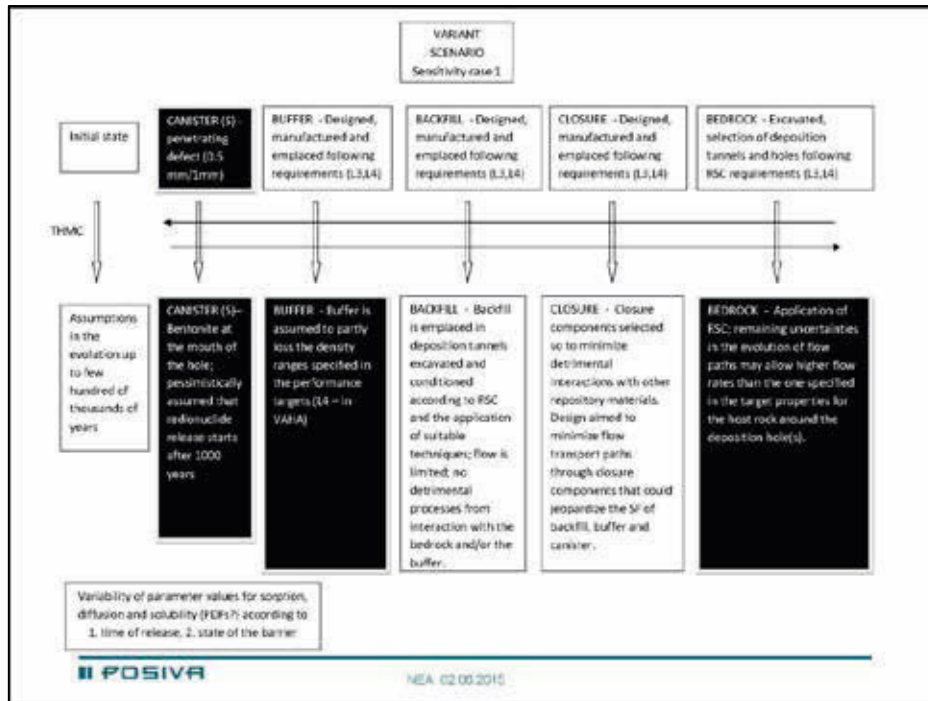 VARIANT
SCENARIO
Sensitivity case 1
Initial state
CANISTER (S) -
penetrating
defect (0.5
mm/1mm)
BUFFER - Designed,
manufactured and
emplaced following
requirements (L3,L4)
BACKFILL - Designed,
manufactured and
emplaced following
requirements (L3,L4)
CLOSURE - Designed,
manufactured and
emplaced following
requirements (L3,L4)
BEDROCK - Excavated,
selection of deposition
tunnels and holes following
RSC requirements (L3,L4)
THMC
Assumptions
in the
evolution up
to few
hundred of
thousands of
years
CANISTER (S)–
Bentonite at
the mouth of
the hole;
pessimistically
assumed that
radionuclide
release starts
after 1000
years
BUFFER - Buffer is
assumed to partly
loss the density
ranges specified in
the performance
targets (L4 – in
VAHA)
BACKFILL - Backfill
is emplaced in
deposition tunnels
excavated and
conditioned
according to RSC
and the application
of suitable
techniques; flow is
limited; no
detrimental
processes from
interaction with the
bedrock and/or the
buffer.
CLOSURE - Closure
components selected
so to minimize
detrimental
interactions with other
repository materials.
Design aimed to
minimize flow
transport paths
through closure
components that could
jeopardize the SF of
backfill, buffer and
canister.
BEDROCK - Application of
RSC; remaining uncertainties
in the evolution of flow
paths may allow higher flow
rates than the one specified
in the target properties for
the host rock around the
deposition hole(s).
Variability of parameter values for sorption,
diffusion and solubility (PDFs?) according to
1. time of release, 2. state of the barrier
POSIVA
NEA 02.06.2015